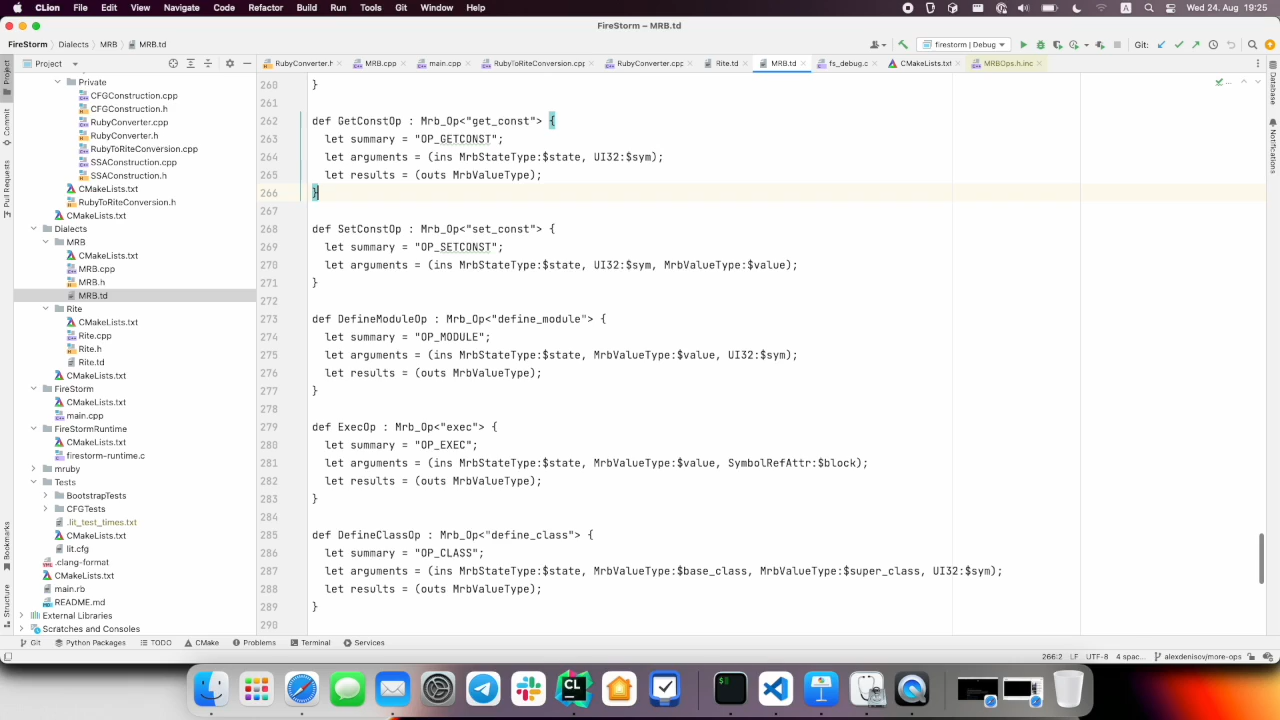 CLion File Edit View Navigate Code Refactor Build Run Tools Git Window Help A Wed 24. Aug 19:25
FireStorm – MRB.td
FireStorm Dialects MRB MRB.td firestorm | Debug Git:
Project RubyConverter.h MRB.cpp main.cpp RubyToRiteConversion.cpp RubyConverter.cpp Rite.td MRB.td fs_debug.c CMakeLists.txt MRBOps.h.inc
Project
Commit
Pull Requests
Bookmarks
Structure
Database
Notifications
Private
CFGConstruction.cpp
CFGConstruction.h
RubyConverter.cpp
RubyConverter.h
RubyToRiteConversion.cpp
SSAConstruction.cpp
SSAConstruction.h
CMakeLists.txt
RubyToRiteConversion.h
CMakeLists.txt
Dialects
MRB
CMakeLists.txt
MRB.cpp
MRB.h
MRB.td
Rite
CMakeLists.txt
Rite.cpp
Rite.h
Rite.td
CMakeLists.txt
FireStorm
CMakeLists.txt
main.cpp
FireStormRuntime
CMakeLists.txt
firestorm-runtime.c
mruby
Tests
BootstrapTests
CFGTests
.lit_test_times.txt
CMakeLists.txt
lit.cfg
.clang-format
CMakeLists.txt
main.rb
README.md
External Libraries
Scratches and Consoles
260 }
261
262 def GetConstOp : Mrb_Op<"get_const"> {
263 let summary = "OP_GETCONST";
264 let arguments = (ins MrbStateType:$state, UI32:$sym);
265 let results = (outs MrbValueType);
266 }
267
268 def SetConstOp : Mrb_Op<"set_const"> {
269 let summary = "OP_SETCONST";
270 let arguments = (ins MrbStateType:$state, UI32:$sym, MrbValueType:$value);
271 }
272
273 def DefineModuleOp : Mrb_Op<"define_module"> {
274 let summary = "OP_MODULE";
275 let arguments = (ins MrbStateType:$state, MrbValueType:$value, UI32:$sym);
276 let results = (outs MrbValueType);
277 }
278
279 def ExecOp : Mrb_Op<"exec"> {
280 let summary = "OP_EXEC";
281 let arguments = (ins MrbStateType:$state, MrbValueType:$value, SymbolRefAttr:$block);
282 let results = (outs MrbValueType);
283 }
284
285 def DefineClassOp : Mrb_Op<"define_class"> {
286 let summary = "OP_CLASS";
287 let arguments = (ins MrbStateType:$state, MrbValueType:$base_class, MrbValueType:$super_class, UI32:$sym);
288 let results = (outs MrbValueType);
289 }
290
Git Python Packages TODO CMake Problems Terminal Services
266:2 LF UTF-8 4 spac... alexdenisov/more-ops
CL